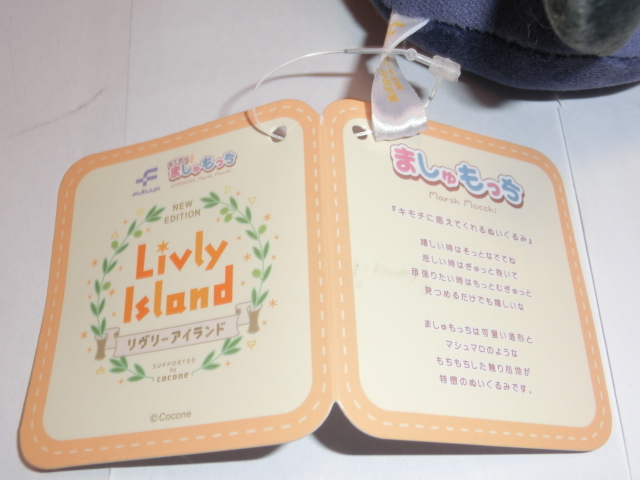 ましゅもっち
NEW
EDITION
Livly
Island
リヴリーアイランド
SUPPORTED
by
cocone
©Cocone
ましゅもっち
Marsh Mocchi
『キモチに応えてくれるぬいぐるみ』
嬉しい時はそっとなでてね
悲しい時はぎゅっと抱いて
頑張りたい時はもっとむぎゅっと
見つめるだけでも嬉しいな
ましゅもっちは可愛い造形と
マシュマロのような
もちもちした触り心地が
特徴のぬいぐるみです。